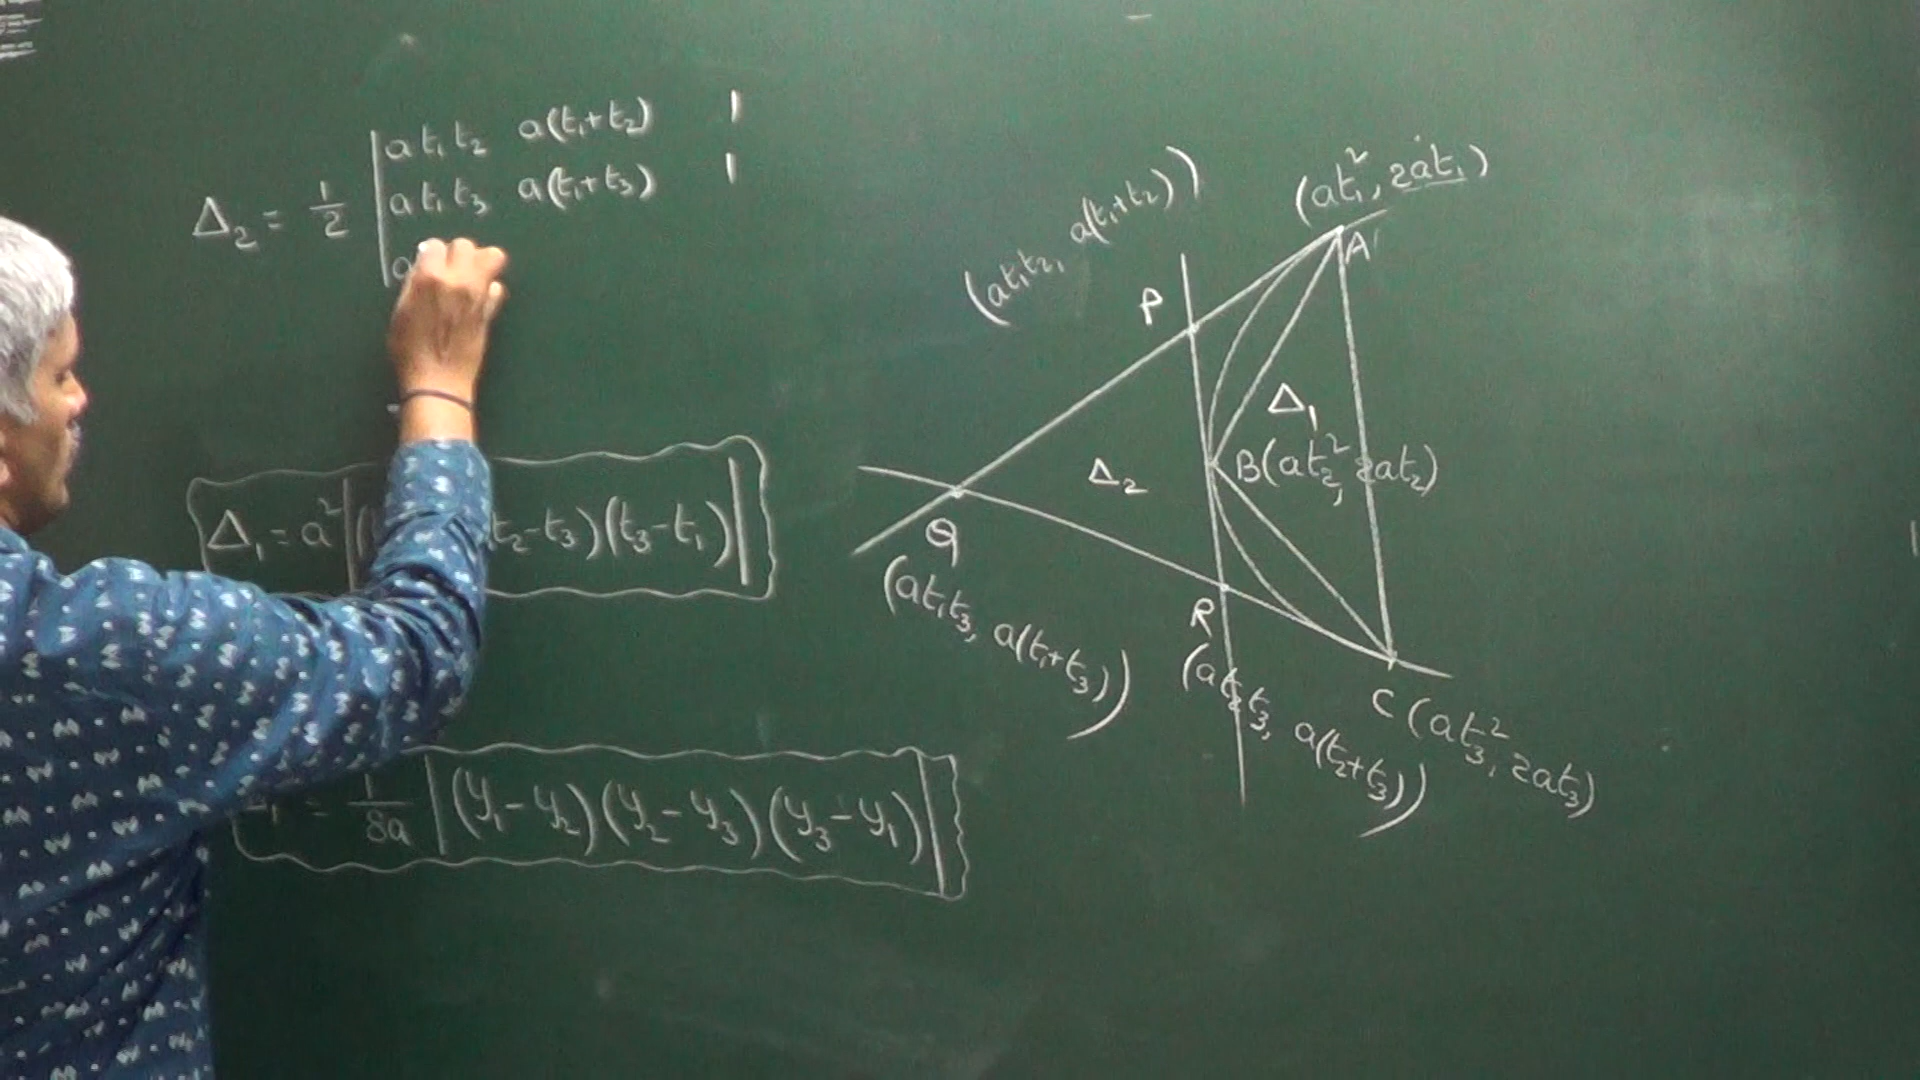 at₁t₂ a(t₁+t₂) 1
Δ₂ = 1/2 | at₁t₃ a(t₁+t₃) 1
a
Δ₁ = a² |( t₂-t₃)(t₃-t₁)|
= 1/8a |(y₁-y₂)(y₂-y₃)(y₃-y₁)|
(at₁², 2at₁)
A
(at₁t₂, a(t₁+t₂))
P
Δ₁
B(at₂², 2at₂)
Δ₂
Q
(at₁t₃, a(t₁+t₃))
R
(at₂t₃, a(t₂+t₃))
C (at₃², 2at₃)